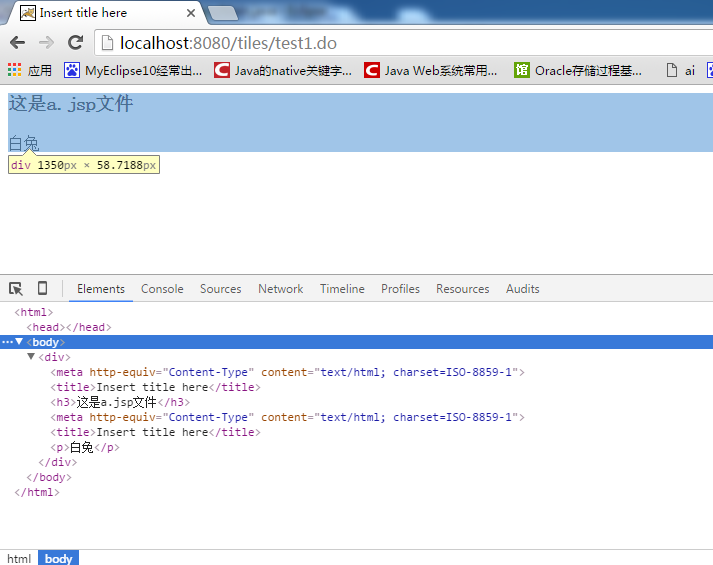 Insert title here
localhost:8080/tiles/test1.do
应用 MyEclipse10经常出... Java的native关键字... Java Web系统常用... 馆 Oracle存储过程基... ai
这是a.jsp文件
白兔
div 1350px × 58.7188px
Elements Console Sources Network Timeline Profiles Resources Audits
<html>
<head></head>
...▼<body>
▼<div>
<meta http-equiv="Content-Type" content="text/html; charset=ISO-8859-1">
<title>Insert title here</title>
<h3>这是a.jsp文件</h3>
<meta http-equiv="Content-Type" content="text/html; charset=ISO-8859-1">
<title>Insert title here</title>
<p>白兔</p>
</div>
</body>
</html>
html body